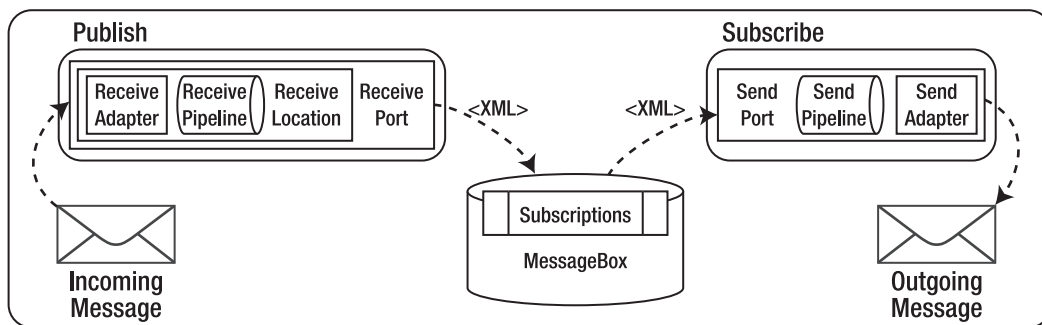 Publish
Subscribe
Receive
Adapter
Receive
Pipeline
Receive
Location
Receive
Port
<XML>
<XML>
Send
Port
Send
Pipeline
Send
Adapter
Subscriptions
MessageBox
Incoming
Message
Outgoing
Message